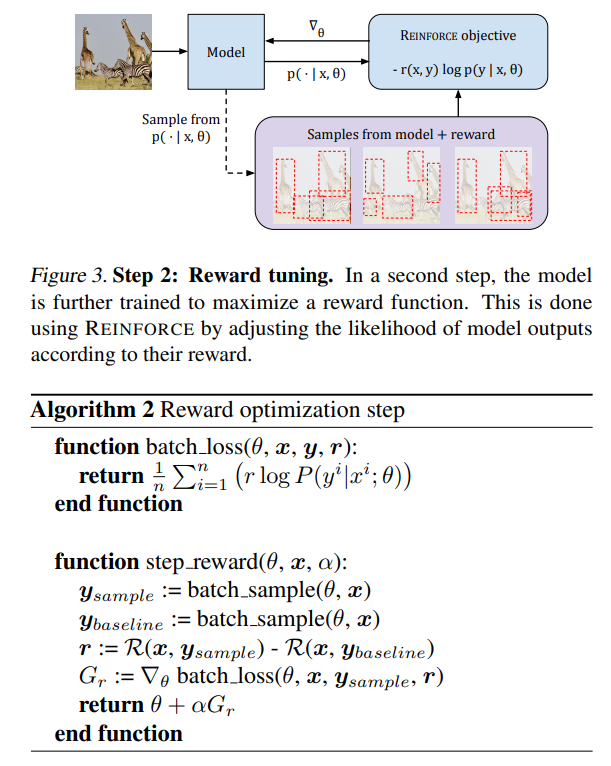 ∇θ
REINFORCE objective
Model
p( · | x, θ)
- r(x, y) log p(y | x, θ)
Sample from
p( · | x, θ)
Samples from model + reward
Figure 3. Step 2: Reward tuning. In a second step, the model
is further trained to maximize a reward function. This is done
using REINFORCE by adjusting the likelihood of model outputs
according to their reward.
Algorithm 2 Reward optimization step
function batch_loss(θ, x, y, r):
return 1/n ∑ⁿᵢ₌₁ (r log P(yⁱ|xⁱ; θ))
end function
function step_reward(θ, x, α):
y_sample := batch_sample(θ, x)
y_baseline := batch_sample(θ, x)
r := R(x, y_sample) - R(x, y_baseline)
G_r := ∇θ batch_loss(θ, x, y_sample, r)
return θ + αG_r
end function